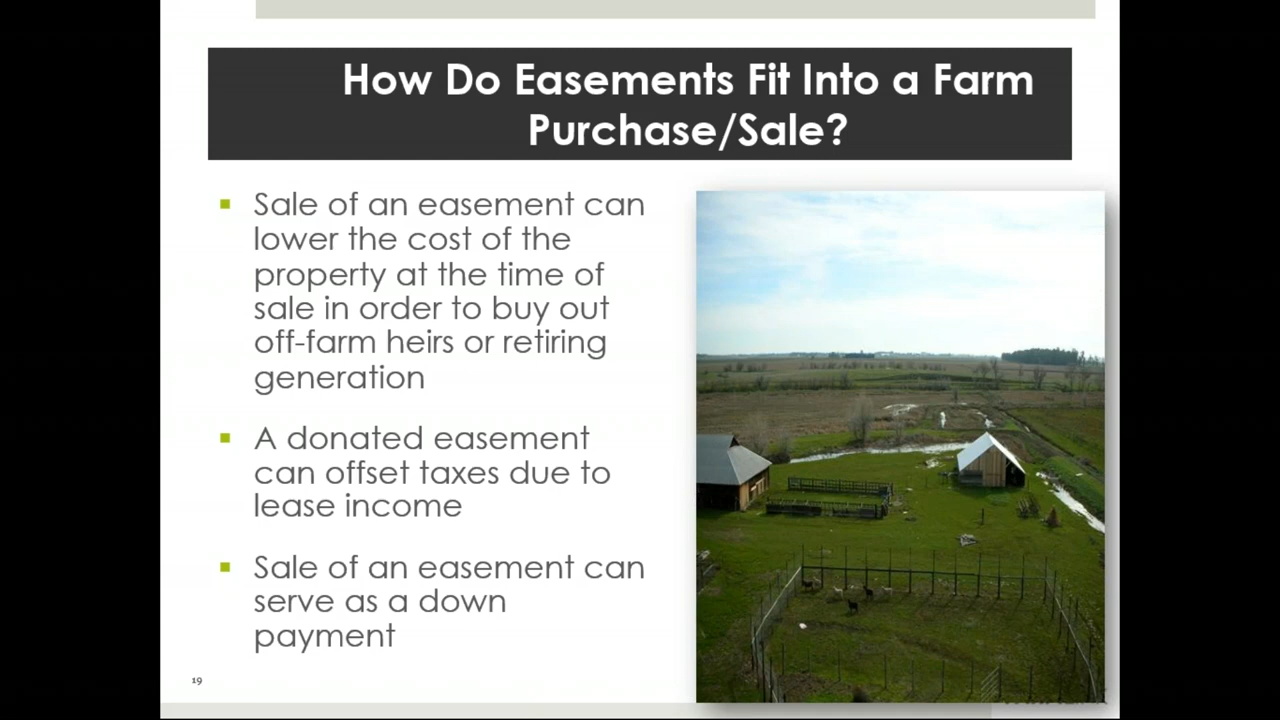 How Do Easements Fit Into a Farm
Purchase/Sale?
▪ Sale of an easement can
lower the cost of the
property at the time of
sale in order to buy out
off-farm heirs or retiring
generation
▪ A donated easement
can offset taxes due to
lease income
▪ Sale of an easement can
serve as a down
payment
19